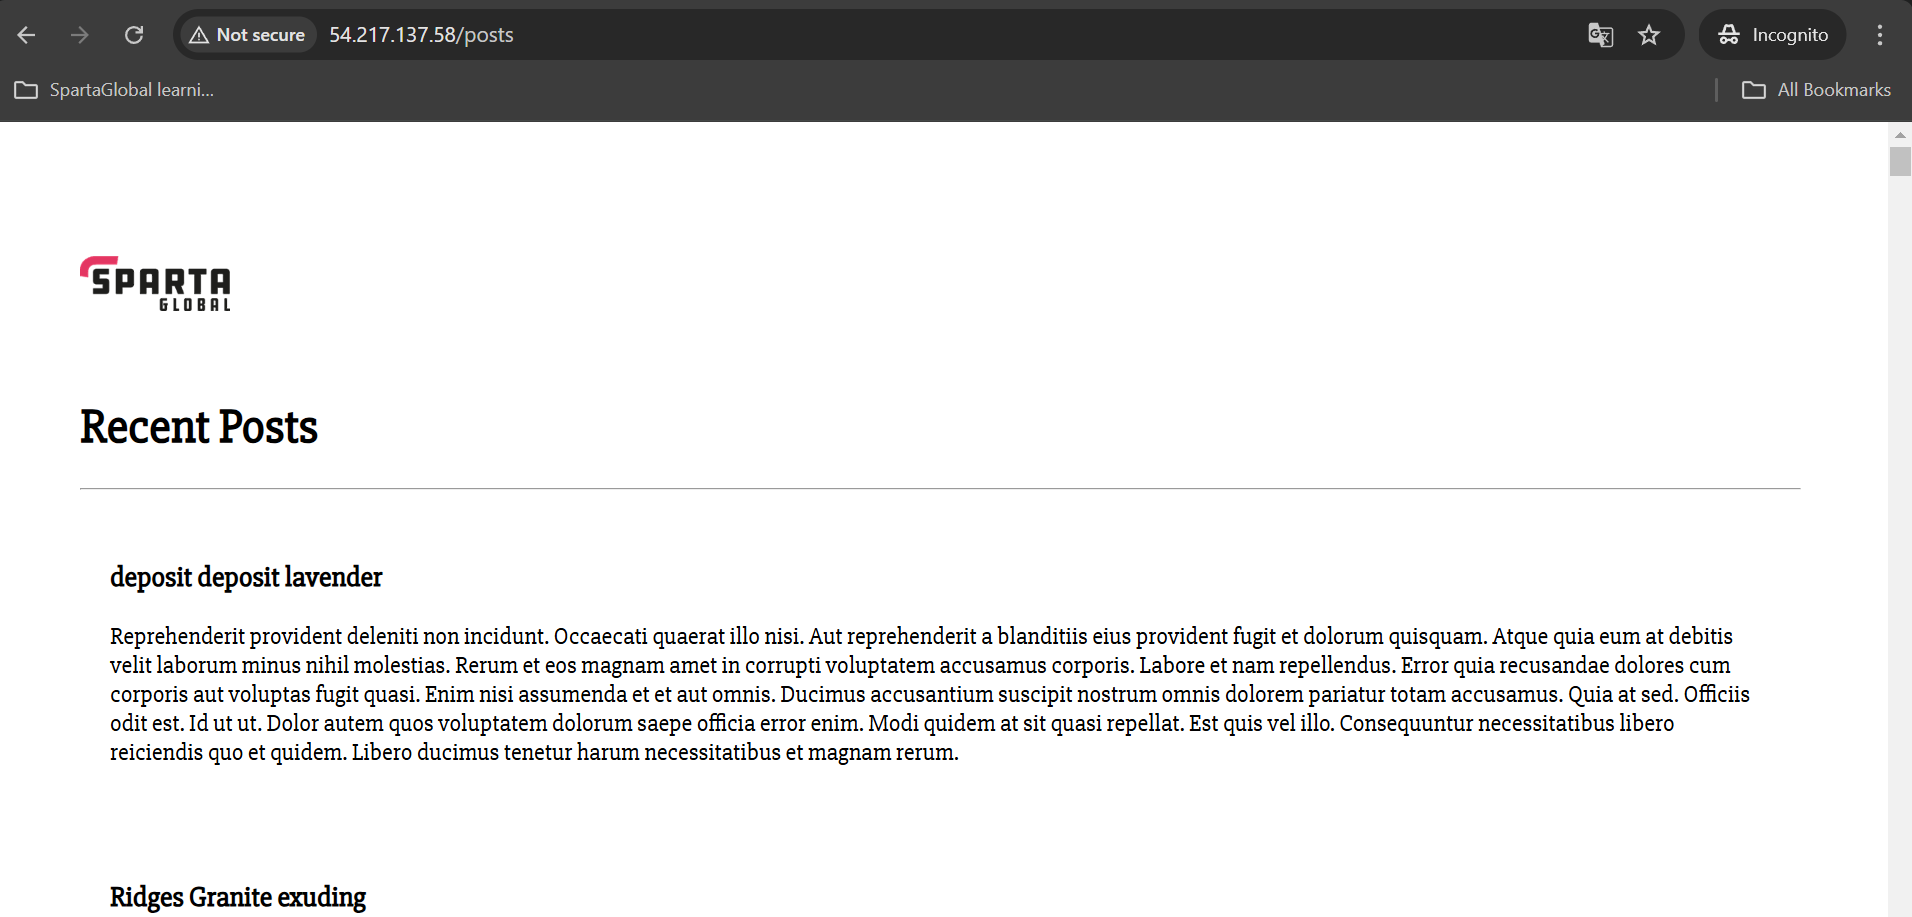 Not secure
54.217.137.58/posts
Incognito
SpartaGlobal learni...
All Bookmarks
SPARTA
GLOBAL
Recent Posts
deposit deposit lavender
Reprehenderit provident deleniti non incidunt. Occaecati quaerat illo nisi. Aut reprehenderit a blanditiis eius provident fugit et dolorum quisquam. Atque quia eum at debitis
velit laborum minus nihil molestias. Rerum et eos magnam amet in corrupti voluptatem accusamus corporis. Labore et nam repellendus. Error quia recusandae dolores cum
corporis aut voluptas fugit quasi. Enim nisi assumenda et et aut omnis. Ducimus accusantium suscipit nostrum omnis dolorem pariatur totam accusamus. Quia at sed. Officiis
odit est. Id ut ut. Dolor autem quos voluptatem dolorum saepe officia error enim. Modi quidem at sit quasi repellat. Est quis vel illo. Consequuntur necessitatibus libero
reiciendis quo et quidem. Libero ducimus tenetur harum necessitatibus et magnam rerum.
Ridges Granite exuding